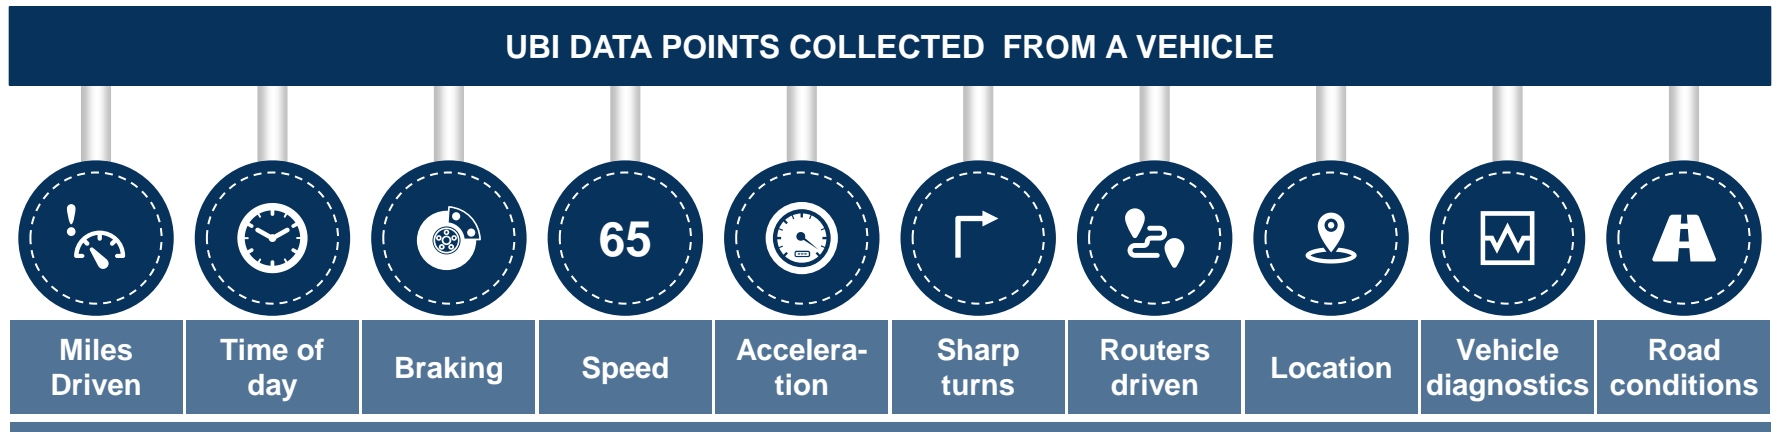 UBI DATA POINTS COLLECTED FROM A VEHICLE
65
Miles
Driven
Time of
day
Braking
Speed
Accelera-
tion
Sharp
turns
Routers
driven
Location
Vehicle
diagnostics
Road
conditions